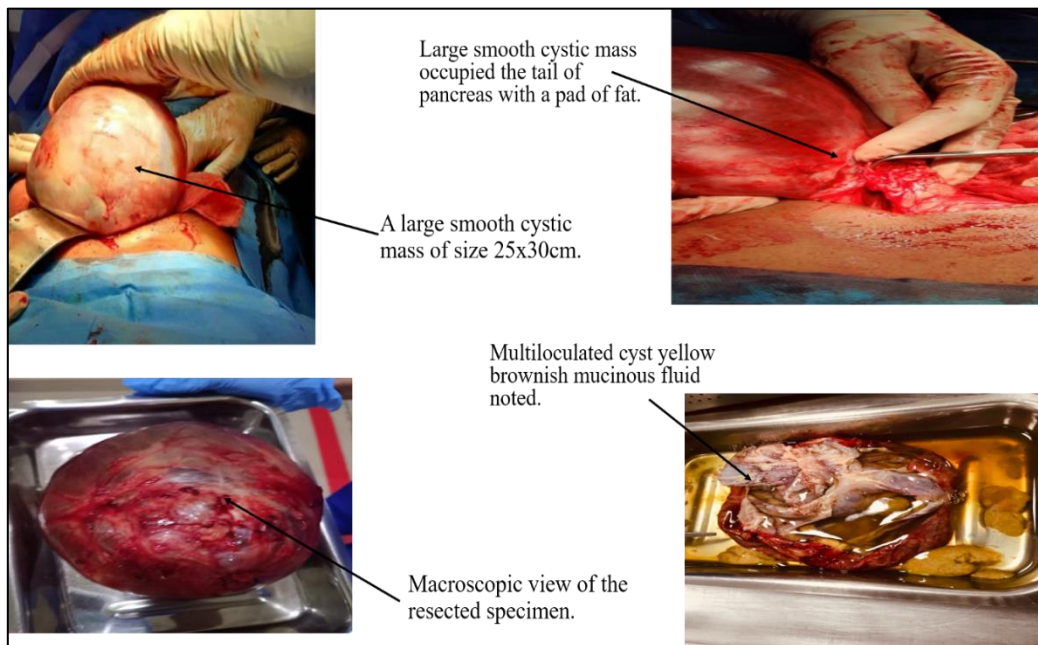 Large smooth cystic mass
occupied the tail of
pancreas with a pad of fat.
A large smooth cystic
mass of size 25x30cm.
Multiloculated cyst yellow
brownish mucinous fluid
noted.
Macroscopic view of the
resected specimen.